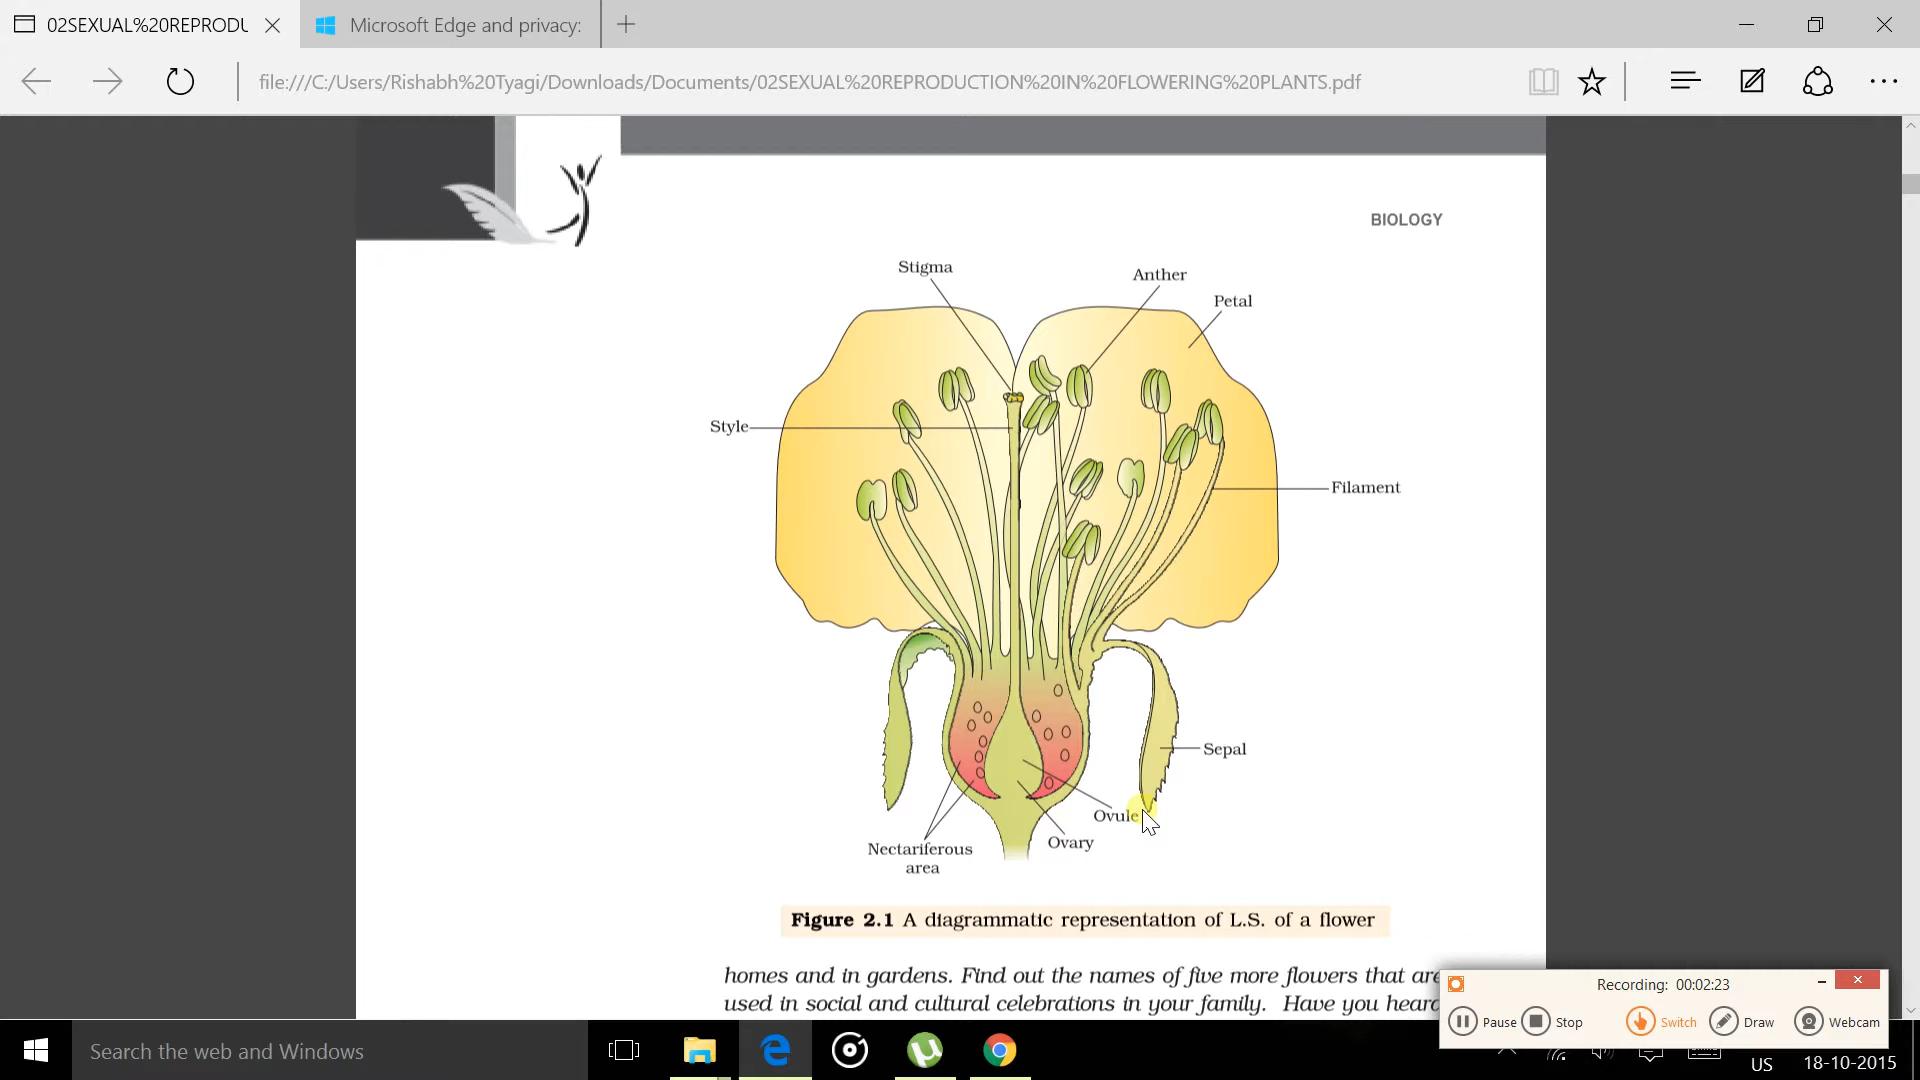 02SEXUAL%20REPRODU
Microsoft Edge and privacy:
file:///C:/Users/Rishabh%20Tyagi/Downloads/Documents/02SEXUAL%20REPRODUCTION%20IN%20FLOWERING%20PLANTS.pdf
BIOLOGY
Stigma
Anther
Petal
Style
Filament
Sepal
Ovule
Ovary
Nectariferous
area
Figure 2.1 A diagrammatic representation of L.S. of a flower
homes and in gardens. Find out the names of five more flowers that are
used in social and cultural celebrations in your family. Have you heard
Recording: 00:02:23
Pause Stop Switch Draw Webcam
Search the web and Windows
US 18-10-2015